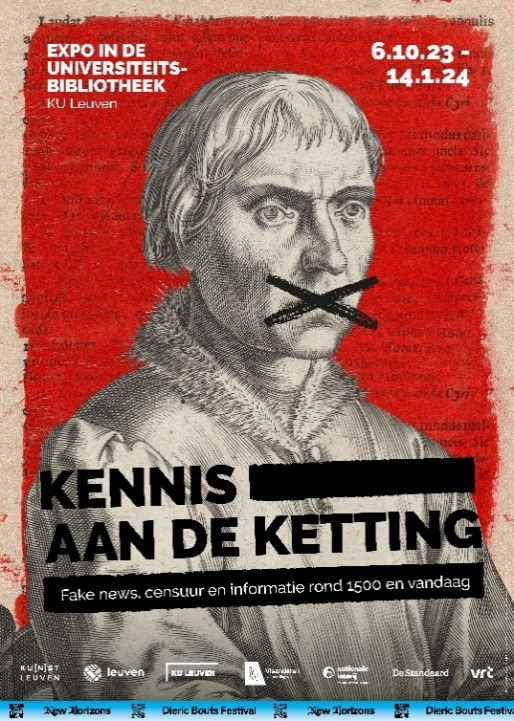 EXPO IN DE
UNIVERSITEITS-
BIBLIOTHEEK
KU Leuven
6.10.23 -
14.1.24
KENNIS
AAN DE KETTING
Fake news, censuur en informatie rond 1500 en vandaag
KU[N]ST
LEUVEN
leuven
KU LEUVEN
Vlaanderen
nationale
loterij
De Standaard
vrt
New Horizons
Dieric Bouts Festival
New Horizons
Dieric Bouts Festival